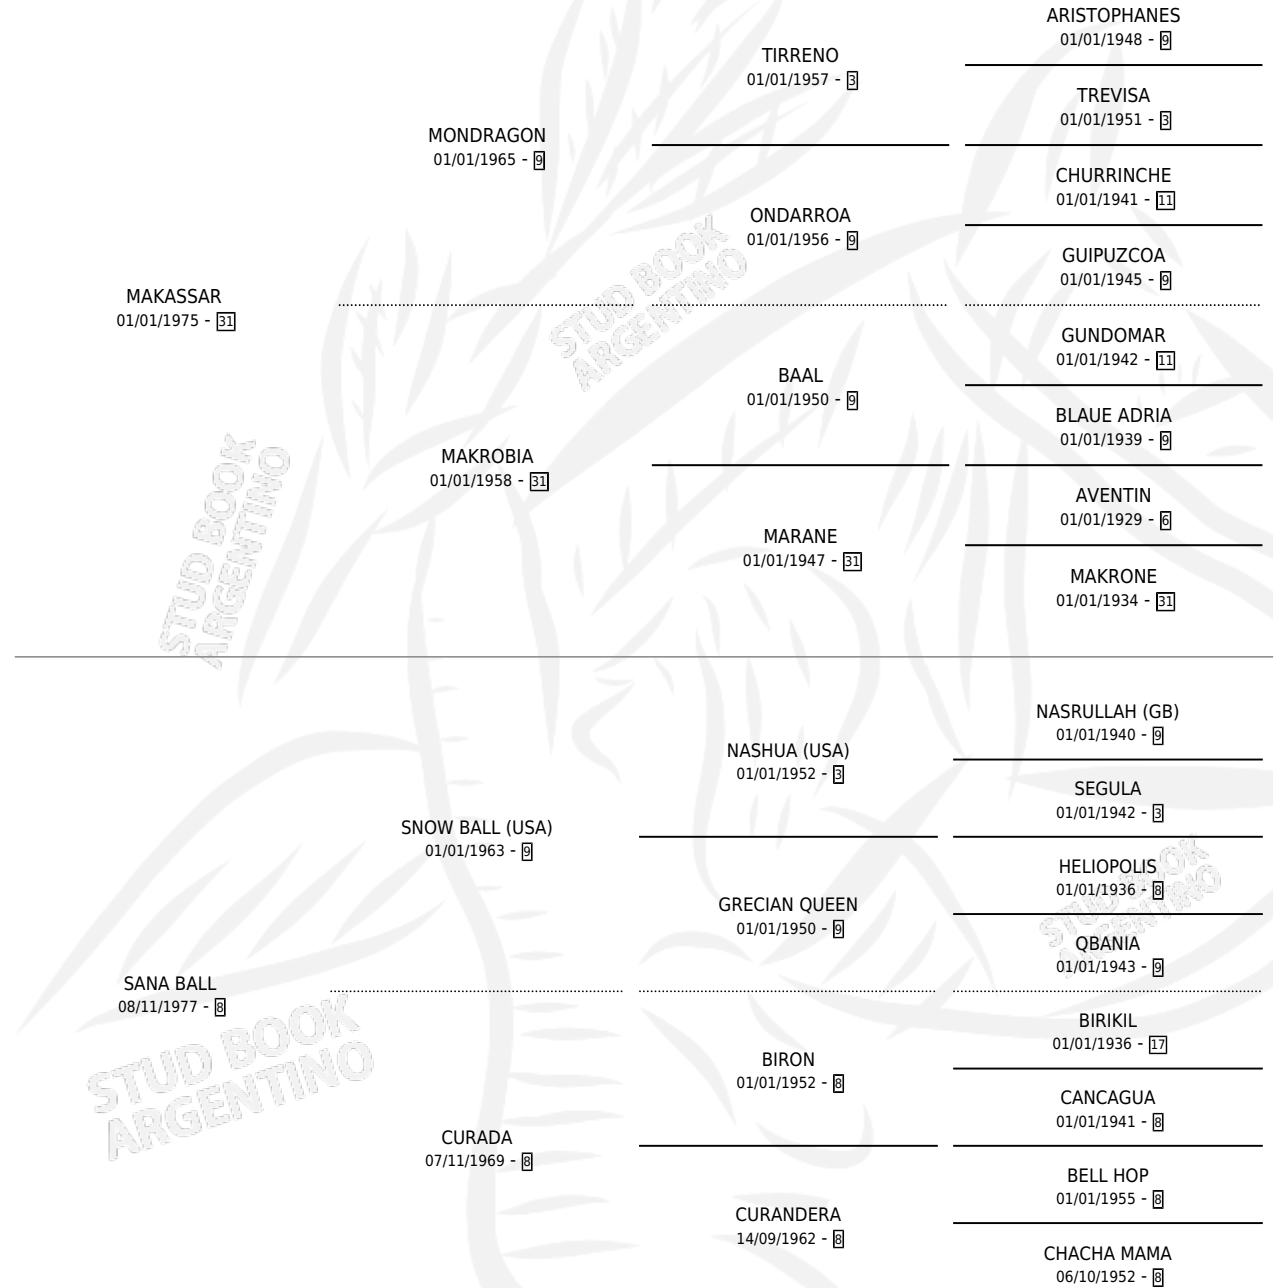 ARISTOPHANES
01/01/1948 - 9
TIRRENO
01/01/1957 - 3
TREVISA
01/01/1951 - 3
MONDRAGON
01/01/1965 - 9
CHURRINCHE
01/01/1941 - 11
ONDARROA
01/01/1956 - 9
GUIPUZCOA
01/01/1945 - 9
MAKASSAR
01/01/1975 - 31
GUNDOMAR
01/01/1942 - 11
BAAL
01/01/1950 - 9
BLAUE ADRIA
01/01/1939 - 9
MAKROBIA
01/01/1958 - 31
AVENTIN
01/01/1929 - 6
MARANE
01/01/1947 - 31
MAKRONE
01/01/1934 - 31
NASRULLAH (GB)
01/01/1940 - 9
NASHUA (USA)
01/01/1952 - 3
SEGULA
01/01/1942 - 3
SNOW BALL (USA)
01/01/1963 - 9
HELIOPOLIS
01/01/1936 - 8
GRECIAN QUEEN
01/01/1950 - 9
QBANIA
01/01/1943 - 9
SANA BALL
08/11/1977 - 8
BIRIKIL
01/01/1936 - 17
BIRON
01/01/1952 - 8
CANCAGUA
01/01/1941 - 8
CURADA
07/11/1969 - 8
BELL HOP
01/01/1955 - 8
CURANDERA
14/09/1962 - 8
CHACHA MAMA
06/10/1952 - 8
STUD BOOK
ARGENTINO
STUD BOOK
ARGENTINO
STUD BOOK
ARGENTINO
STUD BOOK
ARGENTINO